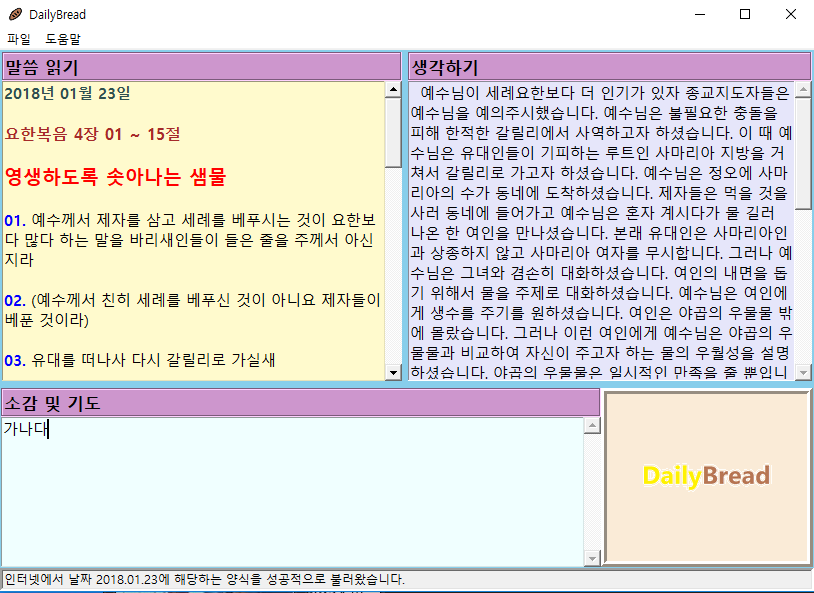 DailyBread
파일 도움말
말씀 읽기
2018년 01월 23일
요한복음 4장 01 ~ 15절
영생하도록 솟아나는 샘물
01. 예수께서 제자를 삼고 세례를 베푸시는 것이 요한보
다 많다 하는 말을 바리새인들이 들은 줄을 주께서 아신
지라
02. (예수께서 친히 세례를 베푸신 것이 아니요 제자들이
베푼 것이라)
03. 유대를 떠나사 다시 갈릴리로 가실새
생각하기
예수님이 세례요한보다 더 인기가 있자 종교지도자들은
예수님을 예의주시했습니다. 예수님은 불필요한 충돌을
피해 한적한 갈릴리에서 사역하고자 하셨습니다. 이 때 예
수님은 유대인들이 기피하는 루트인 사마리아 지방을 거
쳐서 갈릴리로 가고자 하셨습니다. 예수님은 정오에 사마
리아의 수가 동네에 도착하셨습니다. 제자들은 먹을 것을
사러 동네에 들어가고 예수님은 혼자 계시다가 물 길러
나온 한 여인을 만나셨습니다. 본래 유대인은 사마리아인
과 상종하지 않고 사마리아 여자를 무시합니다. 그러나 예
수님은 그녀와 겸손히 대화하셨습니다. 여인의 내면을 돕
기 위해서 물을 주제로 대화하셨습니다. 예수님은 여인에
게 생수를 주기를 원하셨습니다. 여인은 야곱의 우물물 밖
에 몰랐습니다. 그러나 이런 여인에게 예수님은 야곱의 우
물물과 비교하여 자신이 주고자 하는 물의 우월성을 설명
하셨습니다. 야곱의 우물물은 일시적인 만족을 줄 뿐입니
소감 및 기도
가나다
DailyBread
인터넷에서 날짜 2018.01.23에 해당하는 양식을 성공적으로 불러왔습니다.